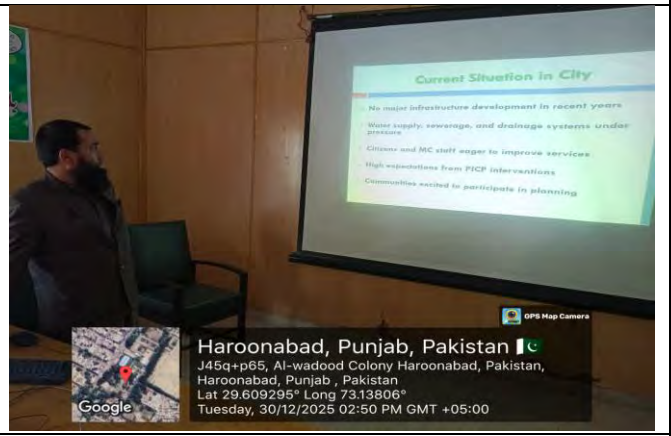 Current Situation in City
No major infrastructure development in recent years
Water supply, sewerage, and drainage systems under
pressure
Citizens and MC staff eager to improve services
High expectations from PICP interventions
Communities excited to participate in planning
GPS Map Camera
Haroonabad, Punjab, Pakistan
J45q+p65, Al-wadood Colony Haroonabad, Pakistan,
Haroonabad, Punjab , Pakistan
Lat 29.609295° Long 73.13806°
Tuesday, 30/12/2025 02:50 PM GMT +05:00
Google